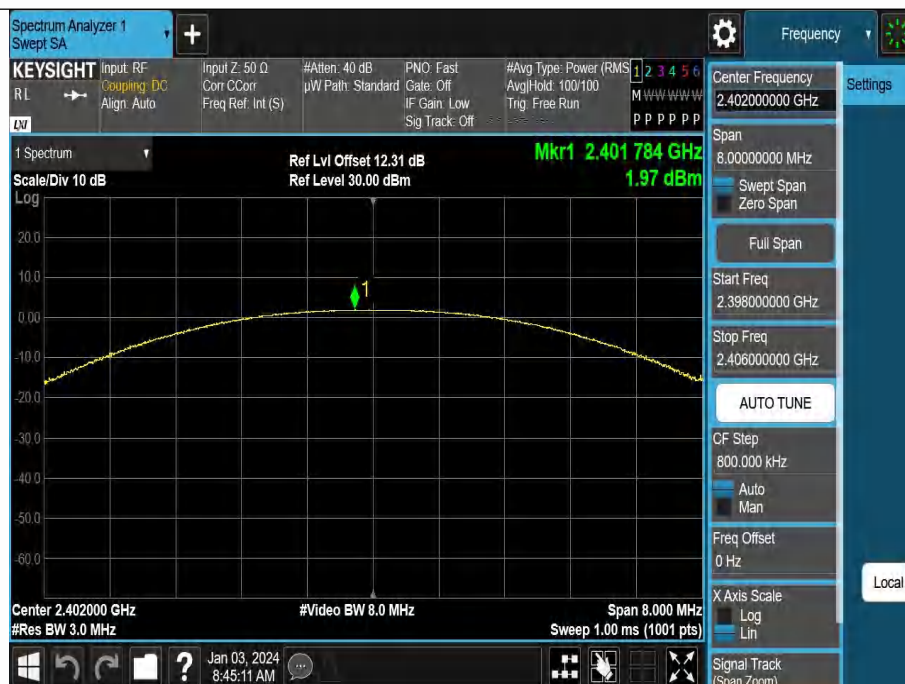 Spectrum Analyzer 1
Swept SA
Frequency
KEYSIGHT
RL
LXI
Input: RF
Coupling: DC
Align: Auto
Input Z: 50 Ω
Corr CCorr
Freq Ref: Int (S)
#Atten: 40 dB
µW Path: Standard
PNO: Fast
Gate: Off
IF Gain: Low
Sig Track: Off
#Avg Type: Power (RMS
Avg|Hold: 100/100
Trig: Free Run
1 2 3 4 5 6
M W W W W W
P P P P P P
1 Spectrum
Scale/Div 10 dB
Log
Ref Lvl Offset 12.31 dB
Ref Level 30.00 dBm
Mkr1 2.401 784 GHz
1.97 dBm
20.0
10.0
0.00
-10.0
-20.0
-30.0
-40.0
-50.0
-60.0
1
Center 2.402000 GHz
#Res BW 3.0 MHz
#Video BW 8.0 MHz
Span 8.000 MHz
Sweep 1.00 ms (1001 pts)
Center Frequency
2.402000000 GHz
Settings
Span
8.00000000 MHz
Swept Span
Zero Span
Full Span
Start Freq
2.398000000 GHz
Stop Freq
2.406000000 GHz
AUTO TUNE
CF Step
800.000 kHz
Auto
Man
Freq Offset
0 Hz
X Axis Scale
Log
Lin
Local
Signal Track
(Span Zoom)
?
Jan 03, 2024
8:45:11 AM